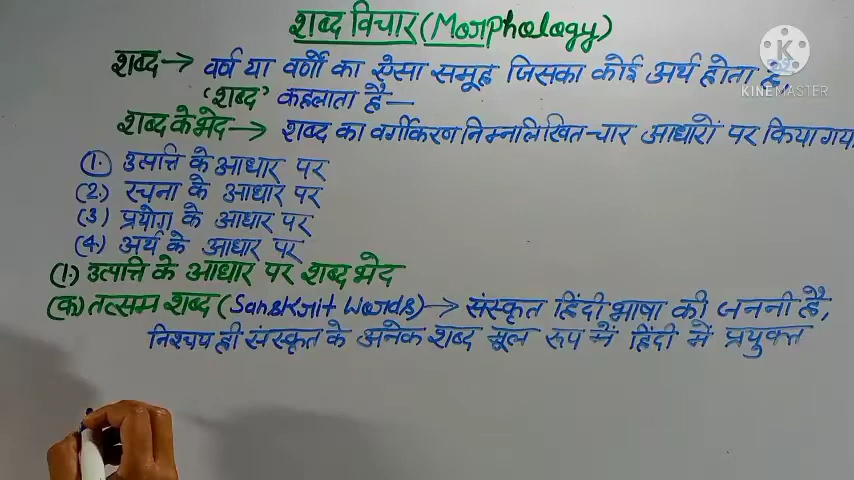 शब्द विचार (Morphology)
शब्द → वर्ण या वर्णों का ऐसा समूह जिसका कोई अर्थ होता है,
'शब्द' कहलाता है —
शब्द के भेद → शब्द का वर्गीकरण निम्नलिखित चार आधारों पर किया गया
(1.) उत्पत्ति के आधार पर
(2.) रचना के आधार पर
(3) प्रयोग के आधार पर
(4.) अर्थ के आधार पर
(1.) उत्पत्ति के आधार पर शब्द भेद
(क) तत्सम शब्द (Sanskrit Words) → संस्कृत हिंदी भाषा की जननी है,
निश्चय ही संस्कृत के अनेक शब्द मूल रूप में हिंदी में प्रयुक्त
K
KINEMASTER